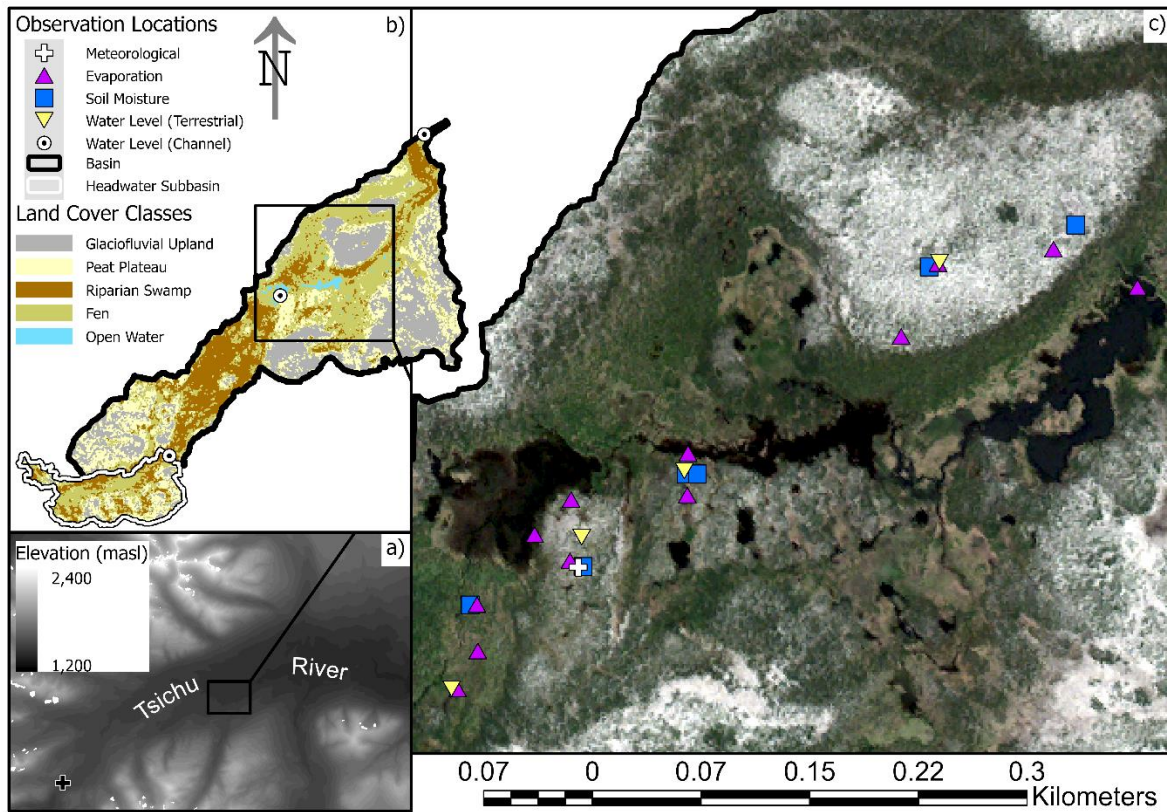 Observation Locations
Meteorological
Evaporation
Soil Moisture
Water Level (Terrestrial)
Water Level (Channel)
Basin
Headwater Subbasin
Land Cover Classes
Glaciofluvial Upland
Peat Plateau
Riparian Swamp
Fen
Open Water
N
b)
Elevation (masl)
2,400
1,200
a)
Tsichu
River
c)
0.07 0 0.07 0.15 0.22 0.3
Kilometers